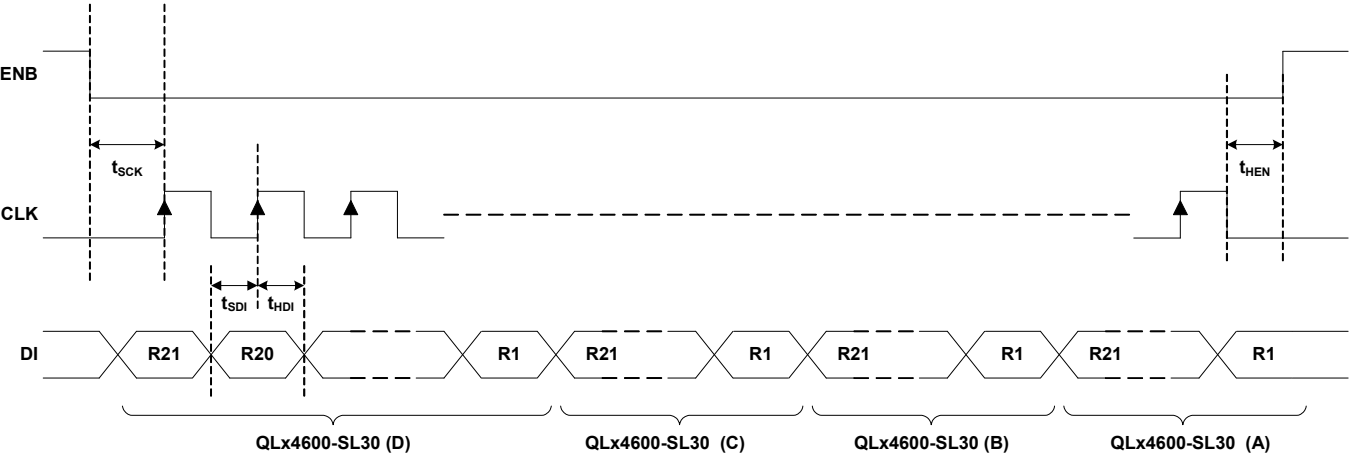 ENB
tSCK
tHEN
CLK
tSDI tHDI
DI R21 R20 R1 R21 R1 R21 R1 R21 R1
QLx4600-SL30 (D) QLx4600-SL30 (C) QLx4600-SL30 (B) QLx4600-SL30 (A)